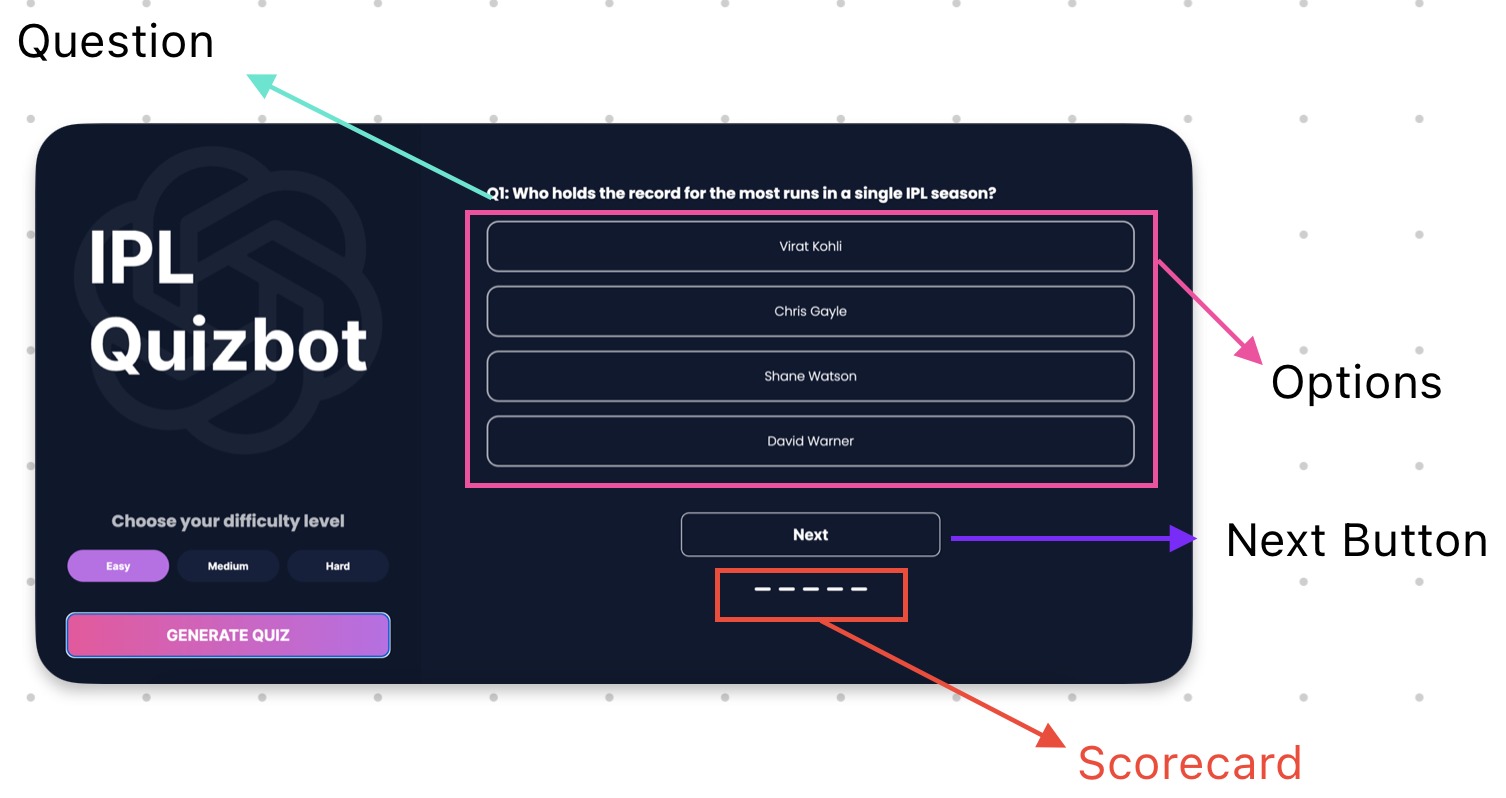 Question
IPL
Quizbot
Choose your difficulty level
Easy Medium Hard
GENERATE QUIZ
Q1: Who holds the record for the most runs in a single IPL season?
Virat Kohli
Chris Gayle
Shane Watson
David Warner
Next
Options
Next Button
Scorecard